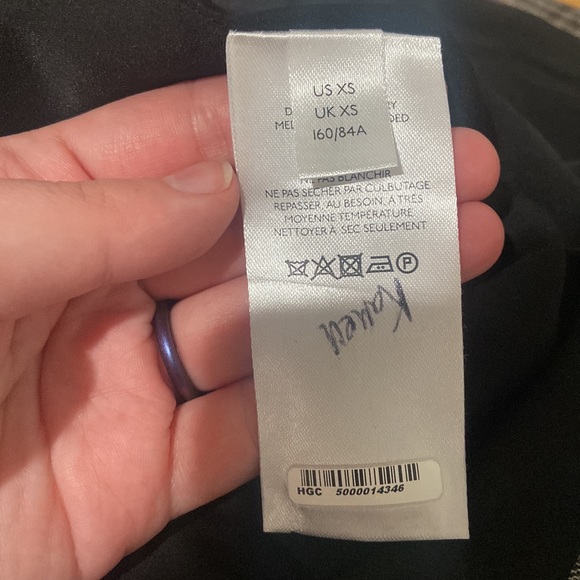 US XS
UK XS
160/84A
NE PAS BLANCHIR
NE PAS SECHER PAR CULBUTAGE
REPASSER, AU BESOIN, A TRÈS
MOYENNE TEMPÉRATURE
NETTOYER À SEC SEULEMENT
P
HGC 5000014346